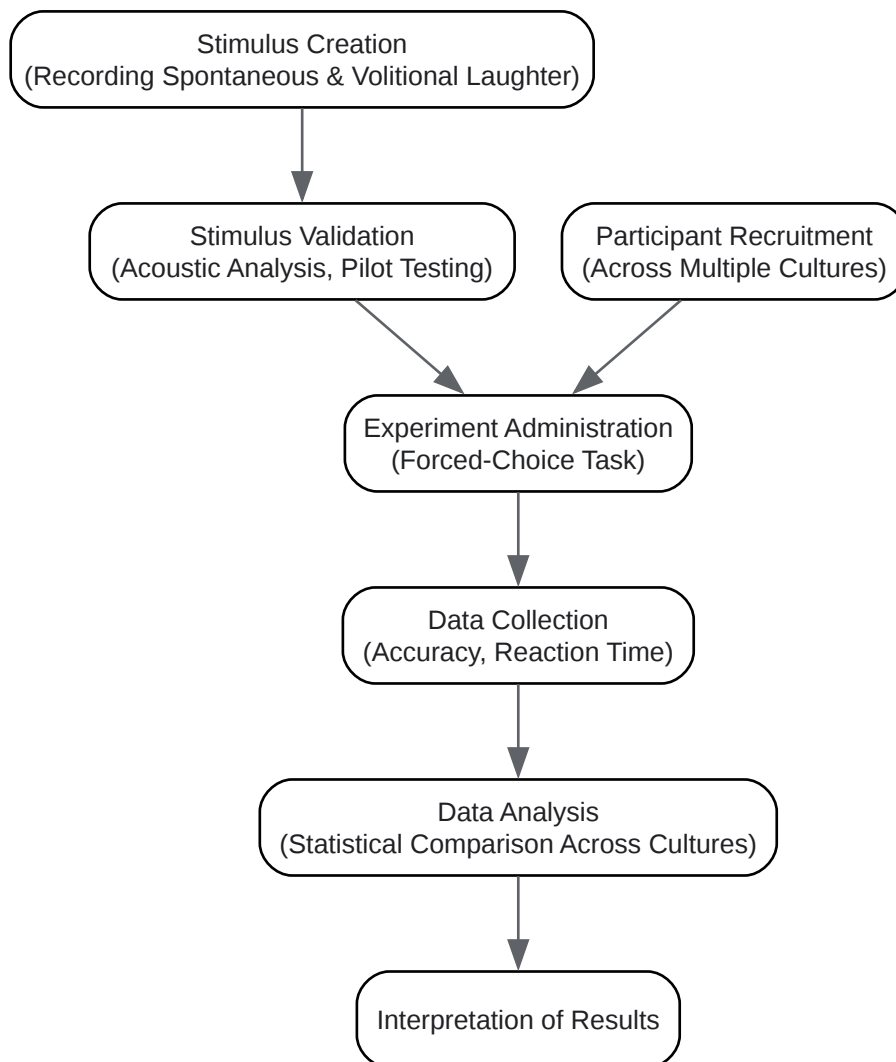 Stimulus Creation
(Recording Spontaneous & Volitional Laughter)
Stimulus Validation
(Acoustic Analysis, Pilot Testing)
Participant Recruitment
(Across Multiple Cultures)
Experiment Administration
(Forced-Choice Task)
Data Collection
(Accuracy, Reaction Time)
Data Analysis
(Statistical Comparison Across Cultures)
Interpretation of Results